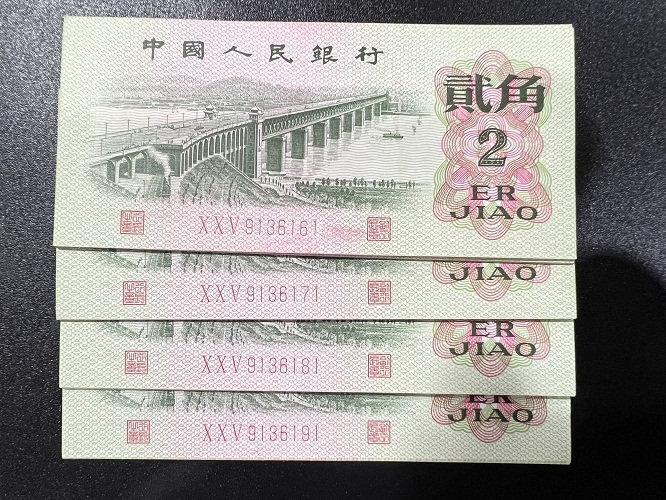 中國人民銀行
貳角
2
ER
JIAO
XXV9136161
JIAO
XXV9136171
ER
JIAO
XXV9136181
ER
JIAO
XXV9136191